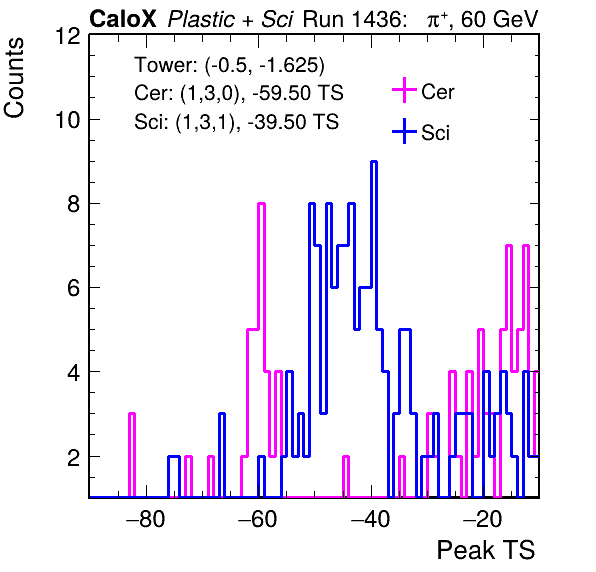 CaloX Plastic + Sci Run 1436: π⁺, 60 GeV
Counts
12
10
8
6
4
2
Tower: (-0.5, -1.625)
Cer: (1,3,0), -59.50 TS
Sci: (1,3,1), -39.50 TS
Cer
Sci
−80 −60 −40 −20
Peak TS